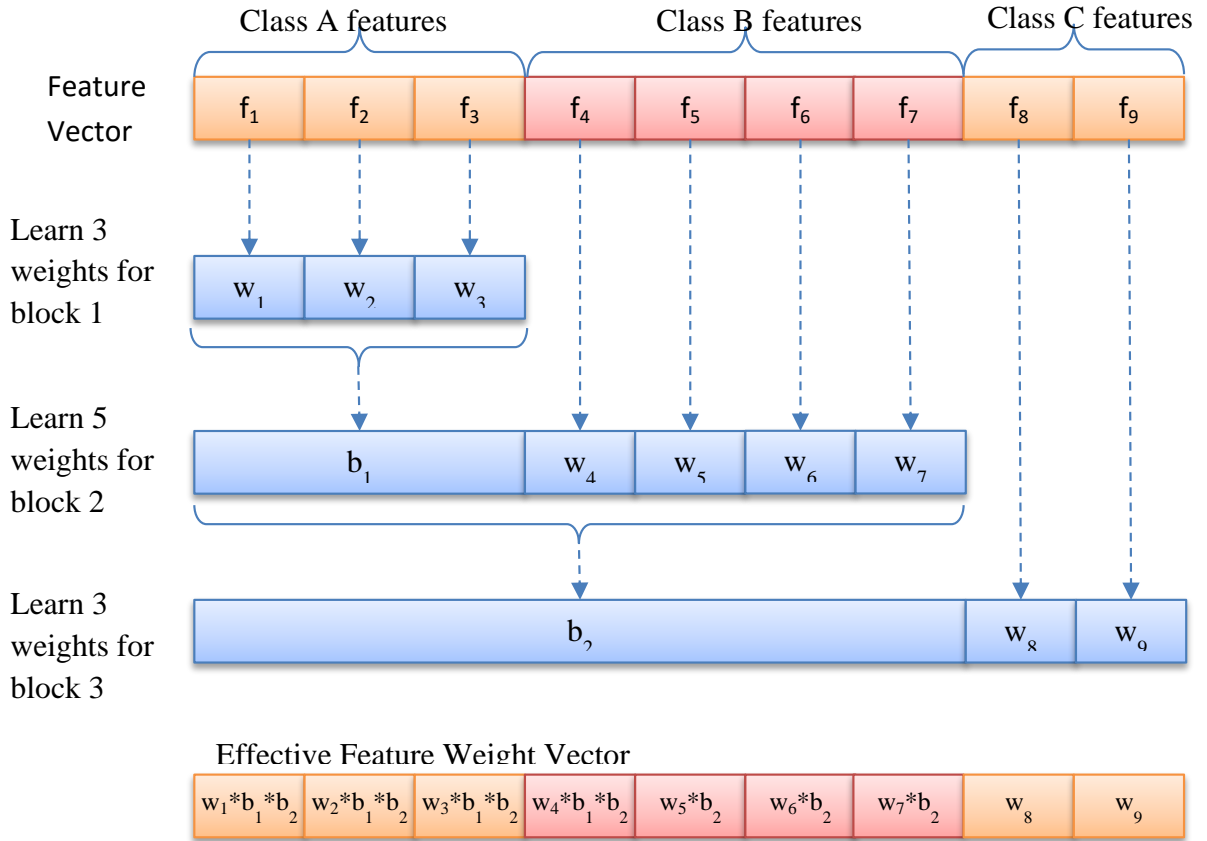 Class A features Class B features Class C features
Feature
Vector
f₁ f₂ f₃ f₄ f₅ f₆ f₇ f₈ f₉
Learn 3
weights for
block 1
w₁ w₂ w₃
Learn 5
weights for
block 2
b₁ w₄ w₅ w₆ w₇
Learn 3
weights for
block 3
b₂ w₈ w₉
Effective Feature Weight Vector
w₁*b₁*b₂ w₂*b₁*b₂ w₃*b₁*b₂ w₄*b₁*b₂ w₅*b₂ w₆*b₂ w₇*b₂ w₈ w₉